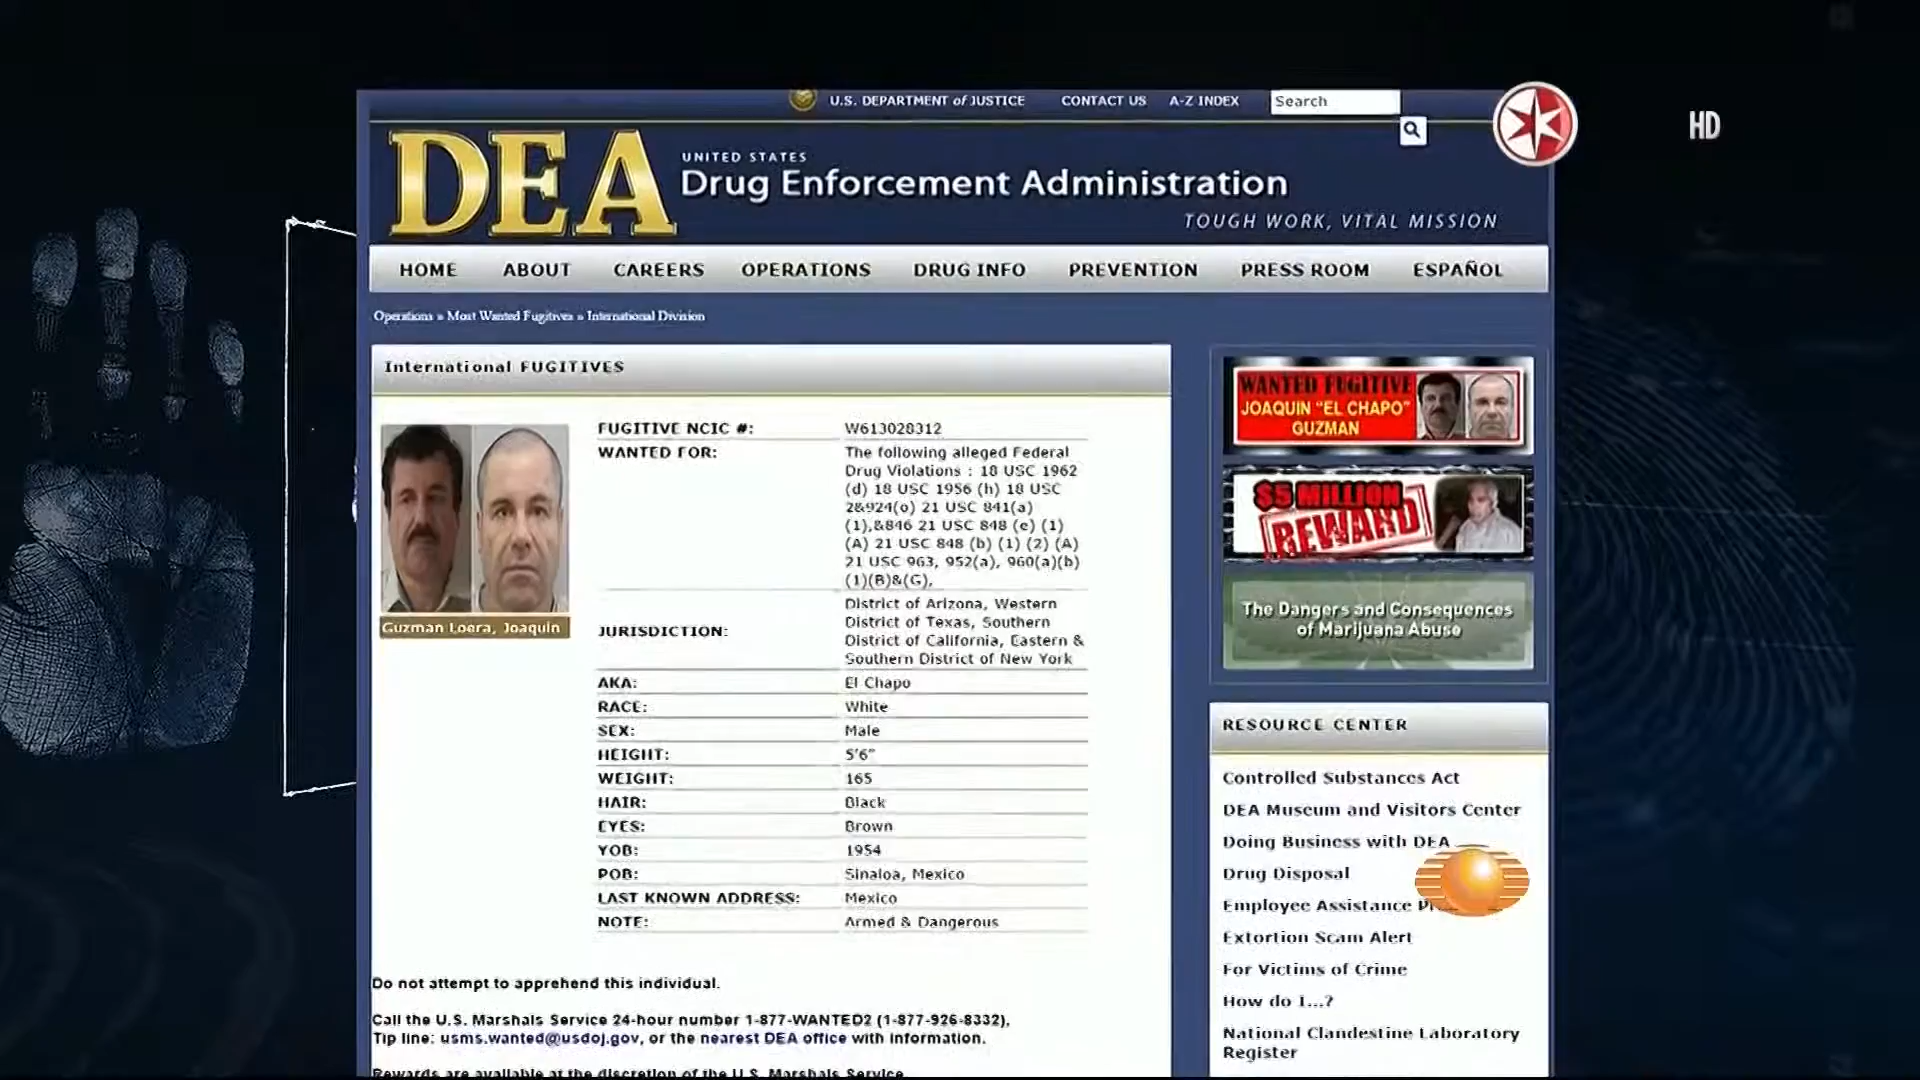 U.S. DEPARTMENT of JUSTICE CONTACT US A-Z INDEX Search
HD
DEA
UNITED STATES
Drug Enforcement Administration
TOUGH WORK, VITAL MISSION
HOME ABOUT CAREERS OPERATIONS DRUG INFO PREVENTION PRESS ROOM ESPAÑOL
Operations » Most Wanted Fugitives » International Division
International FUGITIVES
Guzman Loera, Joaquin
FUGITIVE NCIC #: W613028312
WANTED FOR: The following alleged Federal
Drug Violations : 18 USC 1962
(d) 18 USC 1956 (h) 18 USC
2&924(o) 21 USC 841(a)
(1),&846 21 USC 848 (e) (1)
(A) 21 USC 848 (b) (1) (2) (A)
21 USC 963, 952(a), 960(a)(b)
(1)(B)&(G),
JURISDICTION: District of Arizona, Western
District of Texas, Southern
District of California, Eastern &
Southern District of New York
AKA: El Chapo
RACE: White
SEX: Male
HEIGHT: 5'6"
WEIGHT: 165
HAIR: Black
EYES: Brown
YOB: 1954
POB: Sinaloa, Mexico
LAST KNOWN ADDRESS: Mexico
NOTE: Armed & Dangerous
Do not attempt to apprehend this individual.
Call the U.S. Marshals Service 24-hour number 1-877-WANTED2 (1-877-926-8332),
Tip line: usms.wanted@usdoj.gov, or the nearest DEA office with information.
Rewards are available at the discretion of the U.S. Marshals Service
WANTED FUGITIVE
JOAQUIN "EL CHAPO"
GUZMAN
$5 MILLION
REWARD
The Dangers and Consequences
of Marijuana Abuse
RESOURCE CENTER
Controlled Substances Act
DEA Museum and Visitors Center
Doing Business with DEA
Drug Disposal
Employee Assistance
Extortion Scam Alert
For Victims of Crime
How do I...?
National Clandestine Laboratory
Register